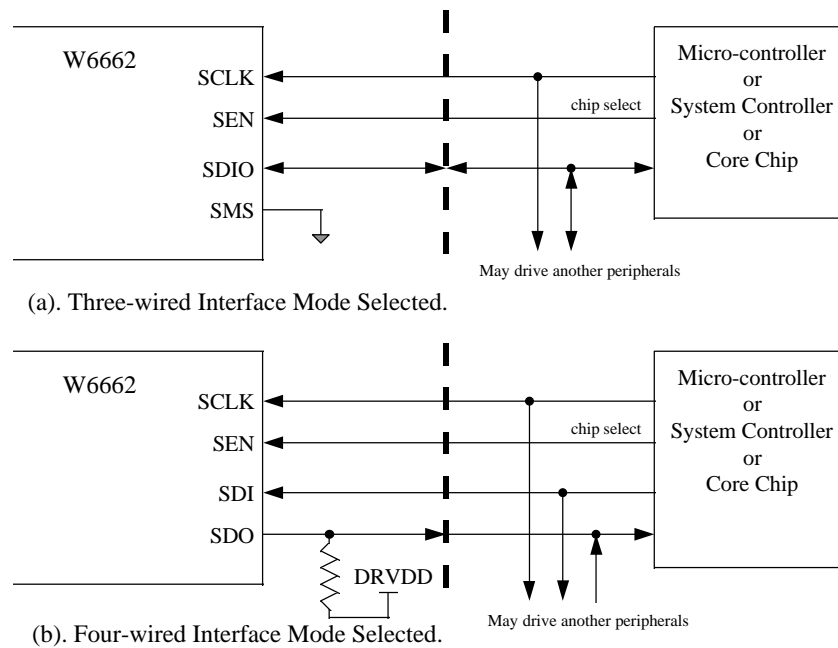 W6662
SCLK
SEN
SDIO
SMS
chip select
Micro-controller
or
System Controller
or
Core Chip
May drive another peripherals
(a). Three-wired Interface Mode Selected.
W6662
SCLK
SEN
SDI
SDO
chip select
DRVDD
Micro-controller
or
System Controller
or
Core Chip
May drive another peripherals
(b). Four-wired Interface Mode Selected.